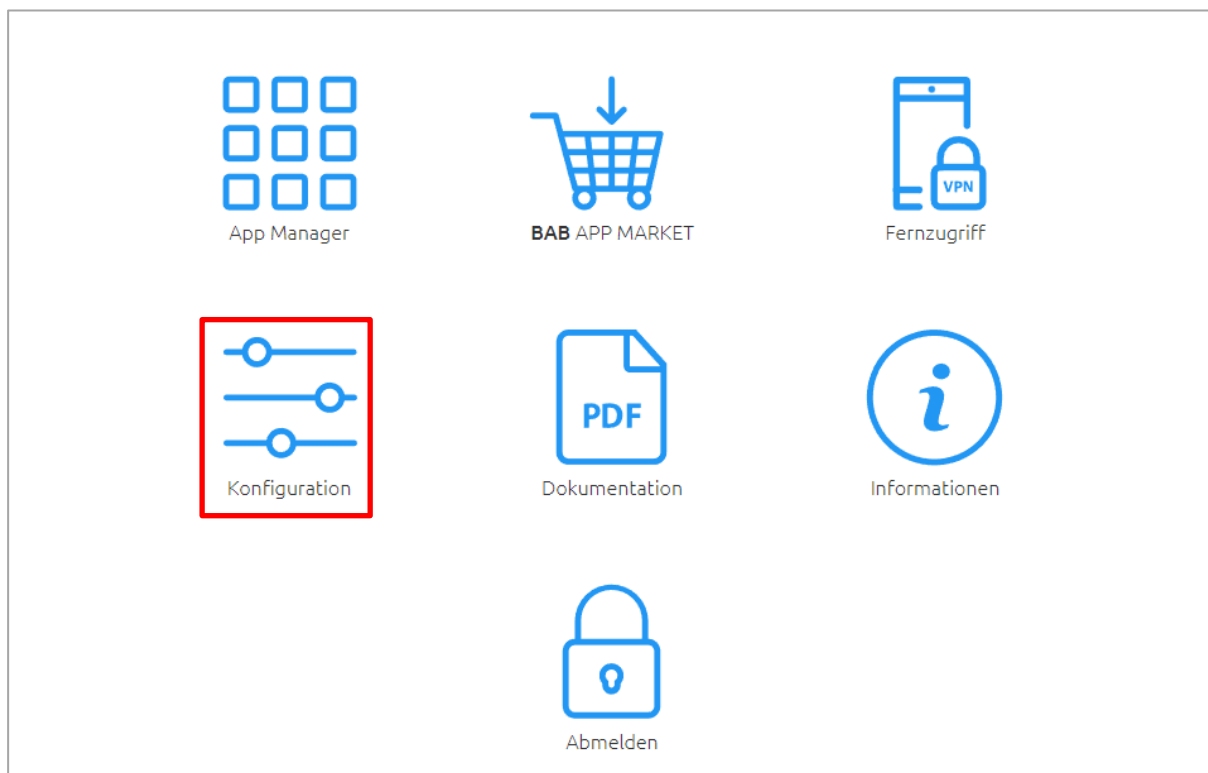 VPN
App Manager
BAB APP MARKET
Fernzugriff
PDF
i
Konfiguration
Dokumentation
Informationen
Abmelden